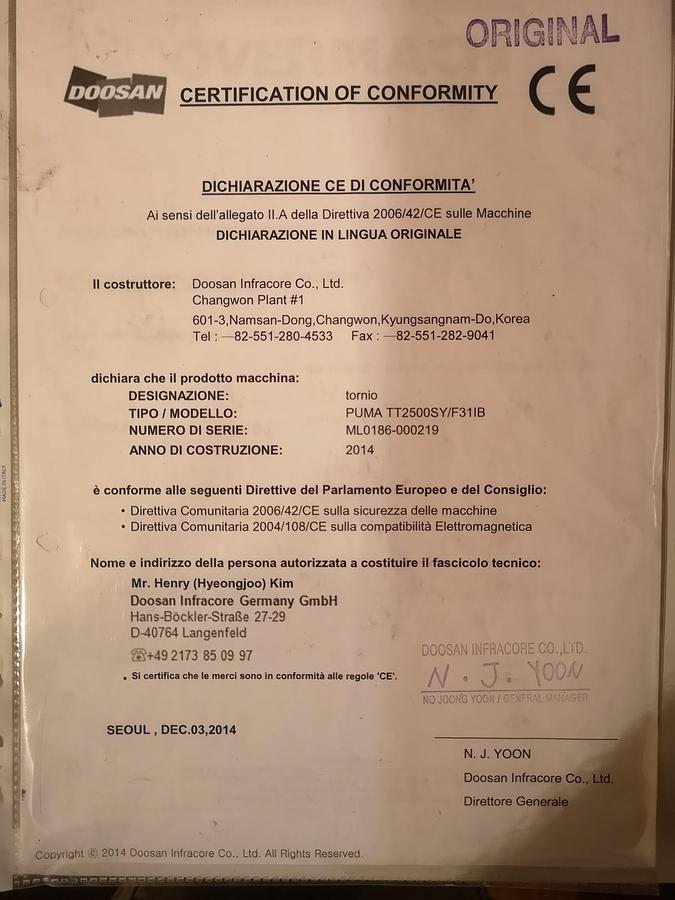 ORIGINAL
DOOSAN CERTIFICATION OF CONFORMITY CE
DICHIARAZIONE CE DI CONFORMITA'
Ai sensi dell'allegato II.A della Direttiva 2006/42/CE sulle Macchine
DICHIARAZIONE IN LINGUA ORIGINALE
Il costruttore: Doosan Infracore Co., Ltd.
Changwon Plant #1
601-3,Namsan-Dong,Changwon,Kyungsangnam-Do,Korea
Tel : —82-551-280-4533 Fax : —82-551-282-9041
dichiara che il prodotto macchina:
DESIGNAZIONE: tornio
TIPO / MODELLO: PUMA TT2500SY/F31IB
NUMERO DI SERIE: ML0186-000219
ANNO DI COSTRUZIONE: 2014
è conforme alle seguenti Direttive del Parlamento Europeo e del Consiglio:
• Direttiva Comunitaria 2006/42/CE sulla sicurezza delle macchine
• Direttiva Comunitaria 2004/108/CE sulla compatibilità Elettromagnetica
MADE IN ITALY
Nome e indirizzo della persona autorizzata a costituire il fascicolo tecnico:
Mr. Henry (Hyeongjoo) Kim
Doosan Infracore Germany GmbH
Hans-Böckler-Straße 27-29
D-40764 Langenfeld
☏+49 2173 85 09 97
• Si certifica che le merci sono in conformità alle regole 'CE'.
DOOSAN INFRACORE CO.,LTD.
N. J. YOON
NO JOONG YOON / GENERAL MANAGER
SEOUL , DEC.03,2014
N. J. YOON
Doosan Infracore Co., Ltd.
Direttore Generale
Copyright © 2014 Doosan Infracore Co., Ltd. All Rights Reserved.